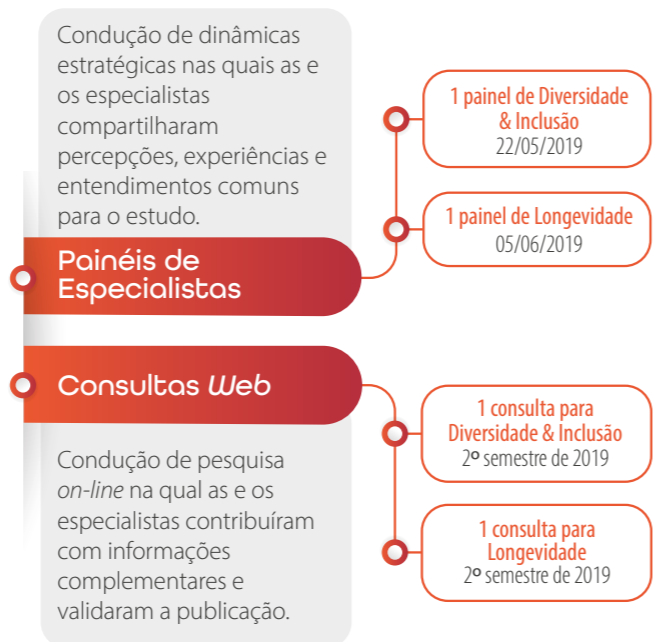 Condução de dinâmicas
estratégicas nas quais as e
os especialistas
compartilharam
percepções, experiências e
entendimentos comuns
para o estudo.
Painéis de
Especialistas
1 painel de Diversidade
& Inclusão
22/05/2019
1 painel de Longevidade
05/06/2019
Consultas Web
Condução de pesquisa
on-line na qual as e os
especialistas contribuíram
com informações
complementares e
validaram a publicação.
1 consulta para
Diversidade & Inclusão
2º semestre de 2019
1 consulta para
Longevidade
2º semestre de 2019